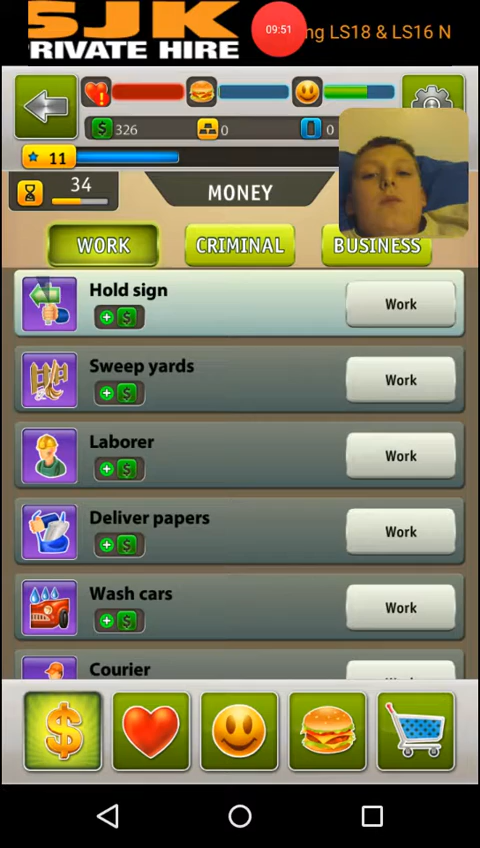 SJK
RIVATE HIRE
09:51
ng LS18 & LS16 N
326
0
0
11
34
MONEY
WORK
CRIMINAL
BUSINESS
Hold sign
Work
Sweep yards
Work
Laborer
Work
Deliver papers
Work
Wash cars
Work
Courier